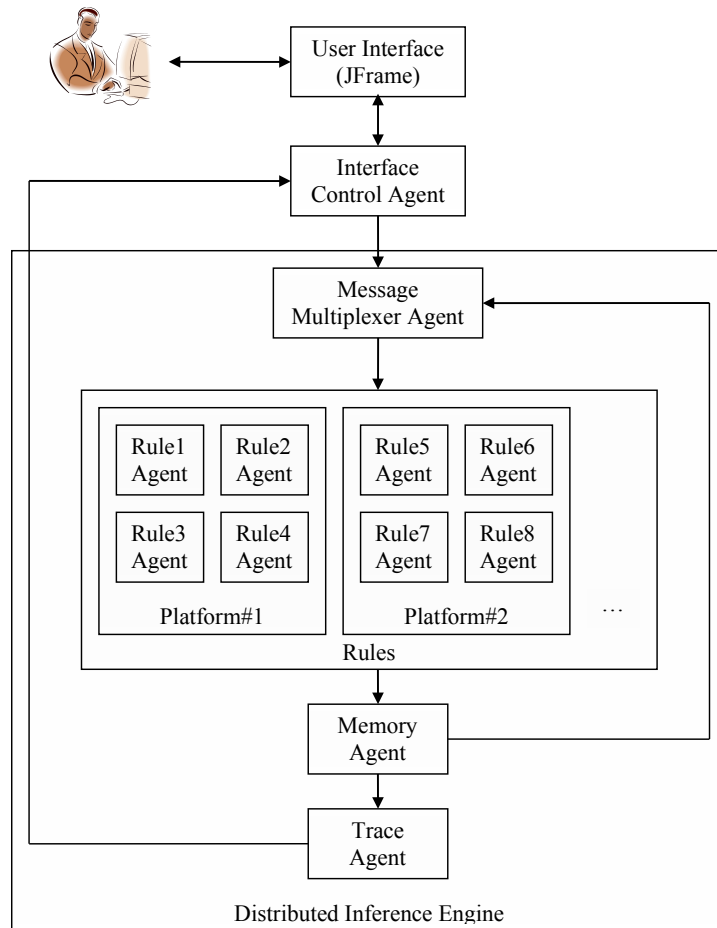 User Interface
(JFrame)
Interface
Control Agent
Message
Multiplexer Agent
Rule1
Agent
Rule2
Agent
Rule3
Agent
Rule4
Agent
Platform#1
Rule5
Agent
Rule6
Agent
Rule7
Agent
Rule8
Agent
Platform#2
…
Rules
Memory
Agent
Trace
Agent
Distributed Inference Engine